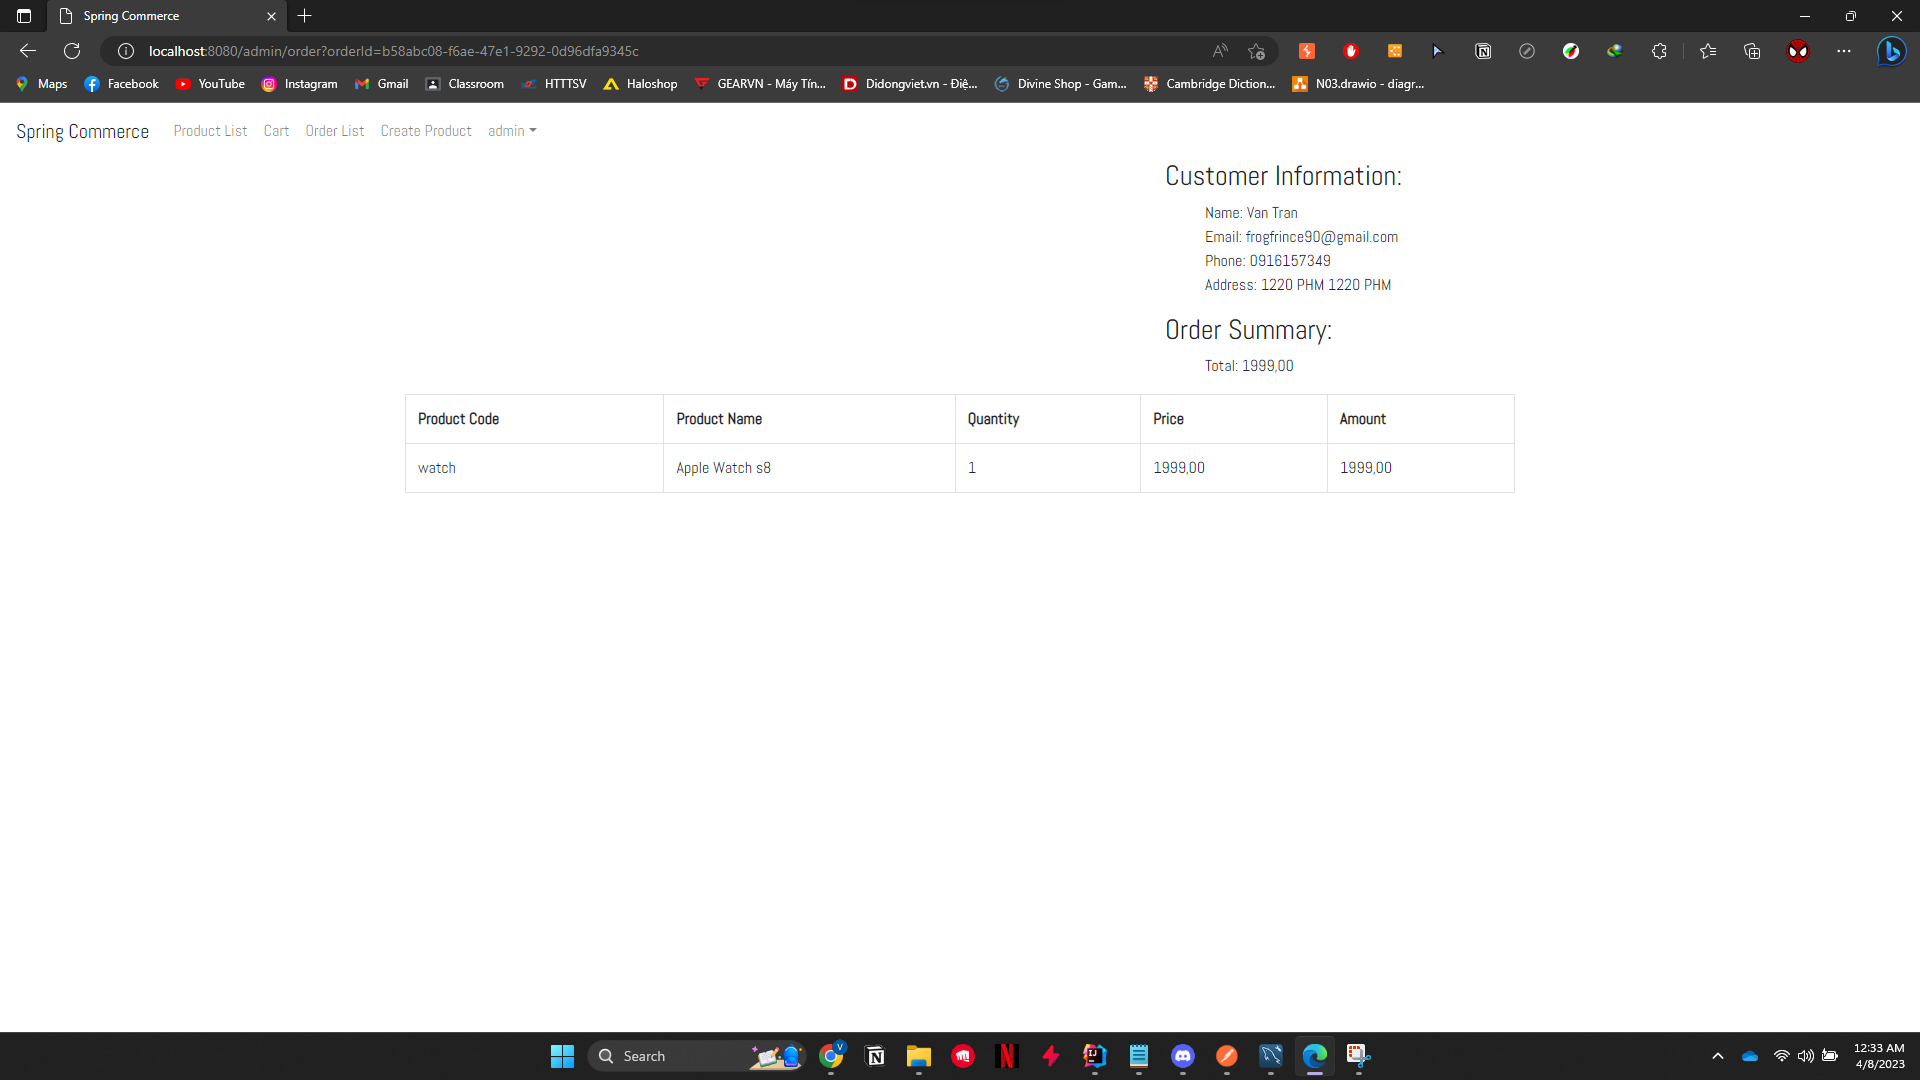 Spring Commerce
localhost:8080/admin/order?orderId=b58abc08-f6ae-47e1-9292-0d96dfa9345c
Maps Facebook YouTube Instagram Gmail Classroom HTTTSV Haloshop GEARVN - Máy Tín... Didongviet.vn - Điệ... Divine Shop - Gam... Cambridge Diction... N03.drawio - diagr...
Spring Commerce Product List Cart Order List Create Product admin
Customer Information:
Name: Van Tran
Email: frogfrince90@gmail.com
Phone: 0916157349
Address: 1220 PHM 1220 PHM
Order Summary:
Total: 1999,00
Product Code Product Name Quantity Price Amount
watch Apple Watch s8 1 1999,00 1999,00
Search
12:33 AM
4/8/2023